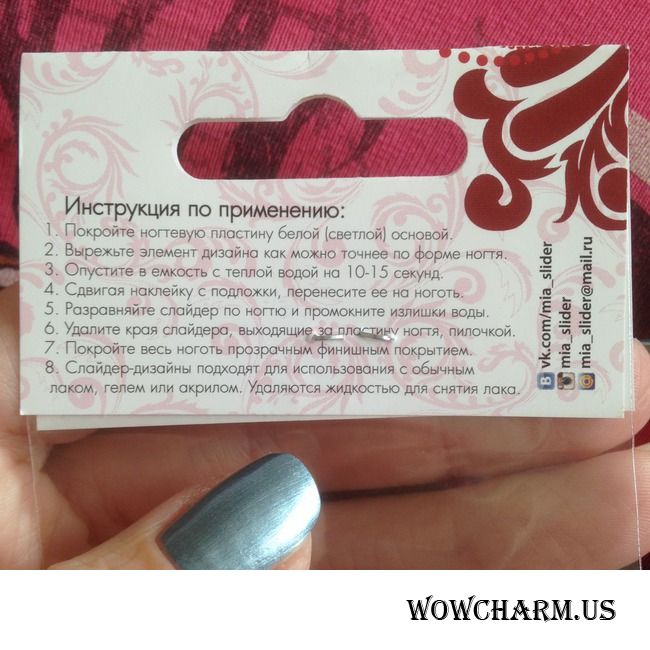 Инструкция по применению:
1. Покройте ногтевую пластину белой (светлой) основой.
2. Вырежьте элемент дизайна как можно точнее по форме ногтя.
3. Опустите в емкость с теплой водой на 10-15 секунд.
4. Сдвигая наклейку с подложки, перенесите ее на ноготь.
5. Разравняйте слайдер по ногтю и промокните излишки воды.
6. Удалите края слайдера, выходящие за пластину ногтя, пилочкой.
7. Покройте весь ноготь прозрачным финишным покрытием.
8. Слайдер-дизайны подходят для использования с обычным
лаком, гелем или акрилом. Удаляются жидкостью для снятия лака.
vk.com/mia_slider
mia_slider
mia_slider@mail.ru
WOWCHARM.US